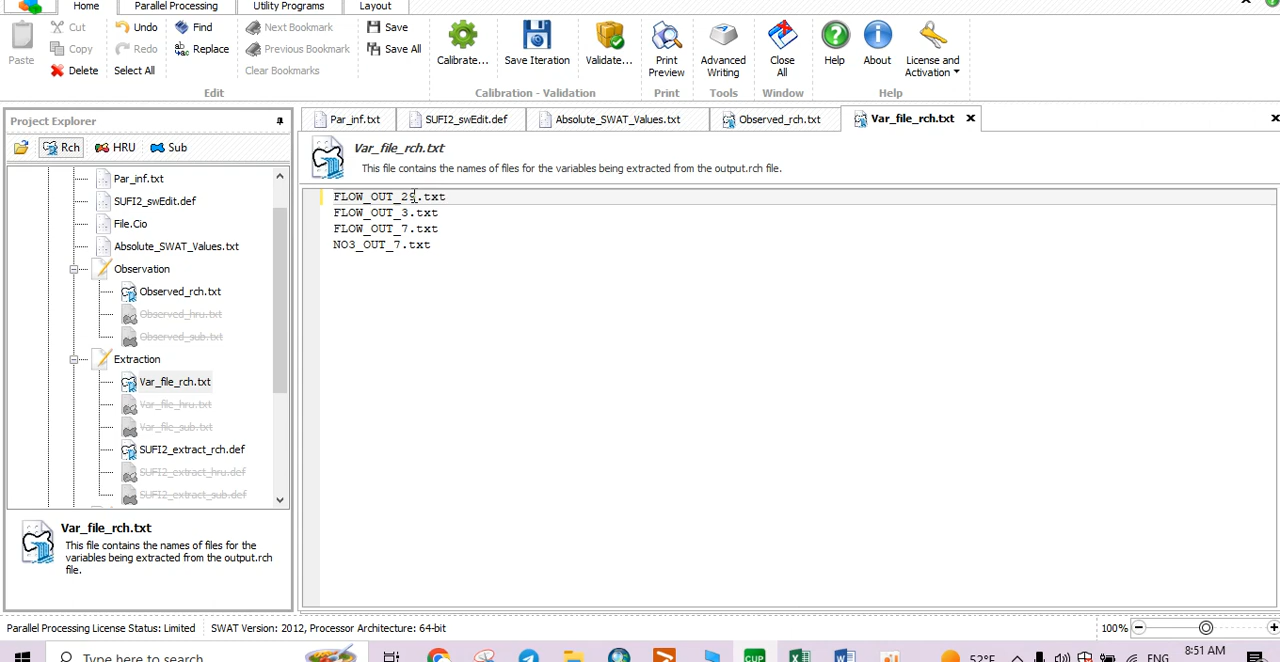 Home Parallel Processing Utility Programs Layout
Cut Undo Find Next Bookmark Save
Paste Copy Redo Replace Previous Bookmark Save All
Delete Select All Clear Bookmarks
Calibrate... Save Iteration Validate... Print Preview Advanced Writing Close All Help About License and Activation
Edit Calibration - Validation Print Tools Window Help
Project Explorer
Rch HRU Sub
Par_inf.txt
SUFI2_swEdit.def
File.Cio
Absolute_SWAT_Values.txt
Observation
Observed_rch.txt
Observed_hru.txt
Observed_sub.txt
Extraction
Var_file_rch.txt
Var_file_hru.txt
Var_file_sub.txt
SUFI2_extract_rch.def
SUFI2_extract_hru.def
SUFI2_extract_sub.def
Var_file_rch.txt
This file contains the names of files for the
variables being extracted from the output.rch
file.
Par_inf.txt SUFI2_swEdit.def Absolute_SWAT_Values.txt Observed_rch.txt Var_file_rch.txt
Var_file_rch.txt
This file contains the names of files for the variables being extracted from the output.rch file.
FLOW_OUT_29.txt
FLOW_OUT_3.txt
FLOW_OUT_7.txt
NO3_OUT_7.txt
Parallel Processing License Status: Limited SWAT Version: 2012, Processor Architecture: 64-bit 100%
Type here to search 52°F ENG 8:51 AM